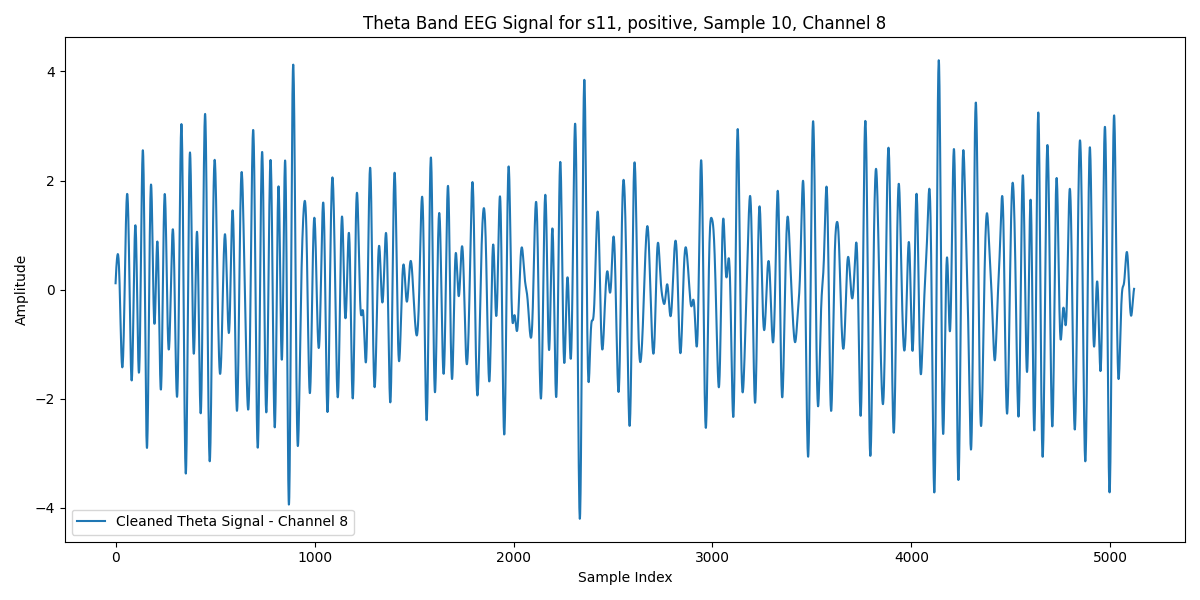 Theta Band EEG Signal for s11, positive, Sample 10, Channel 8
Amplitude
4
2
0
−2
−4
Cleaned Theta Signal - Channel 8
0 1000 2000 3000 4000 5000
Sample Index